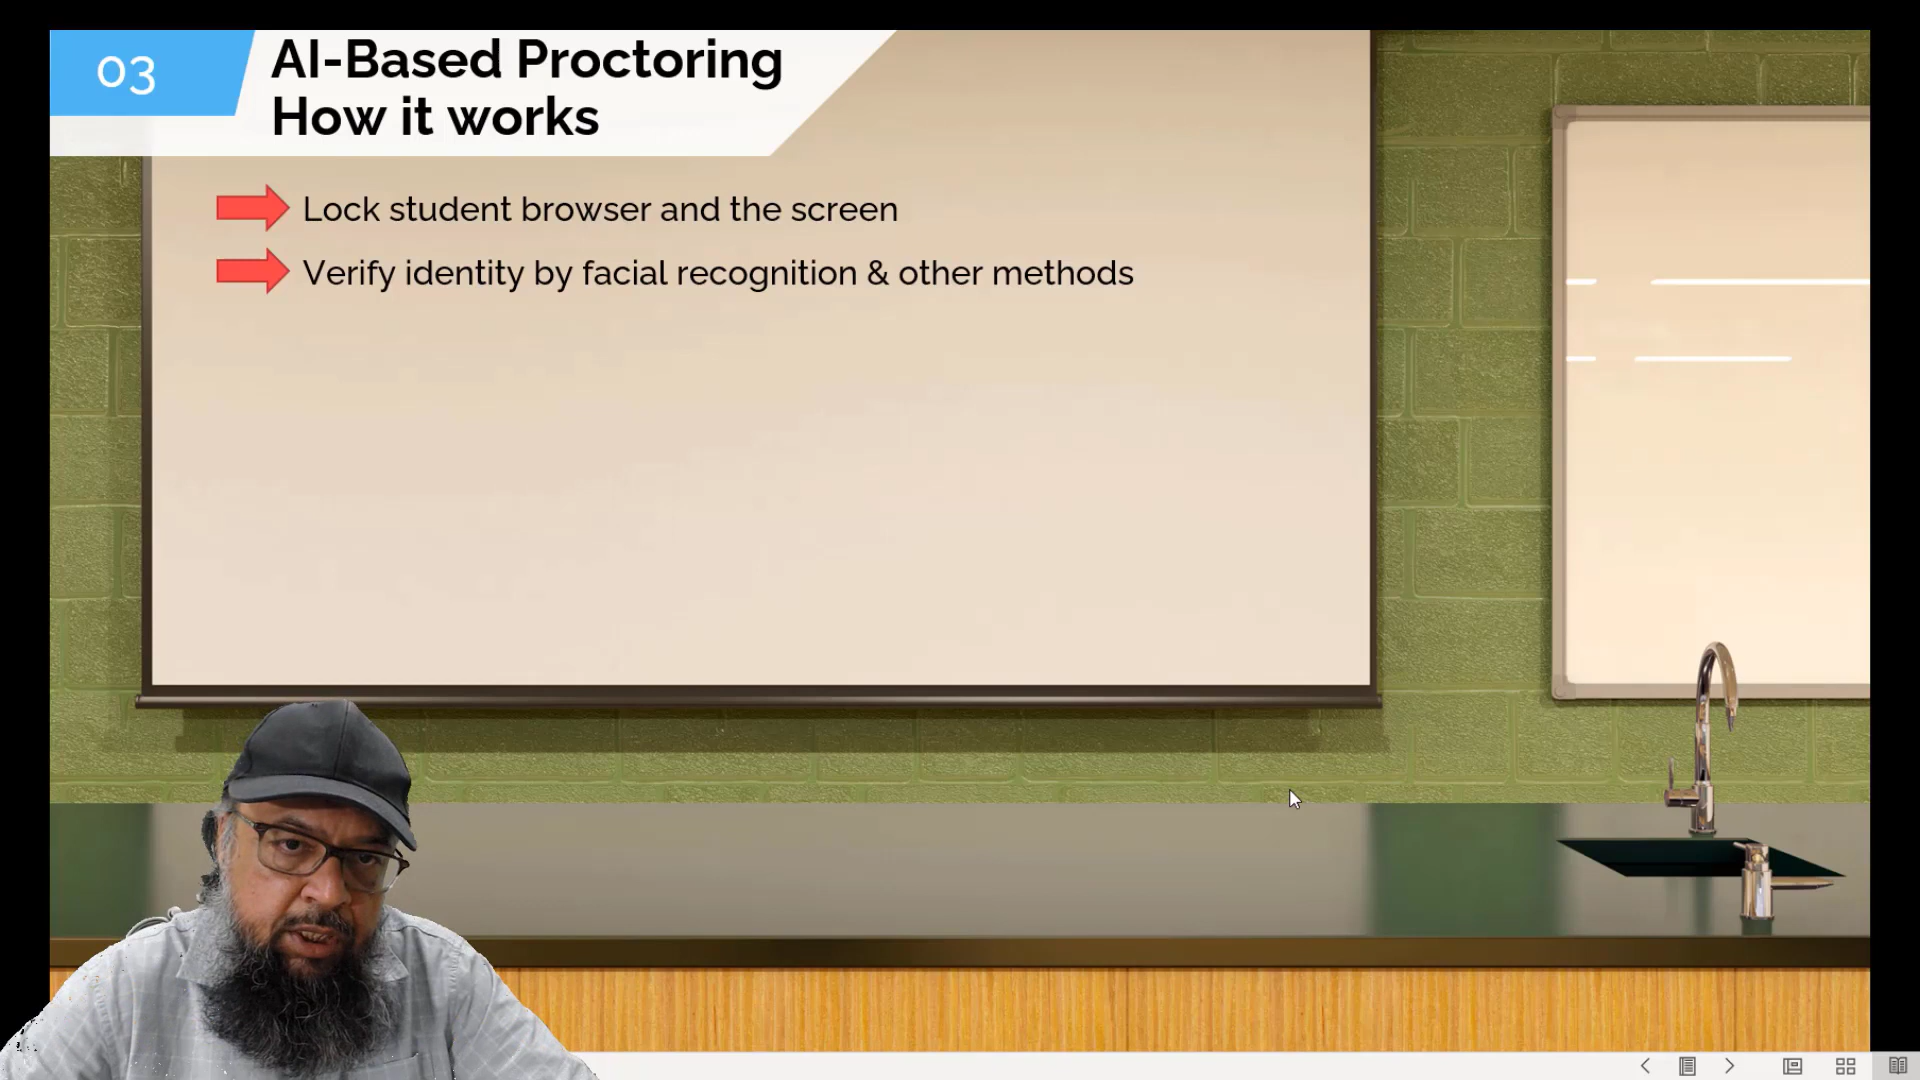 03
AI-Based Proctoring
How it works
Lock student browser and the screen
Verify identity by facial recognition & other methods